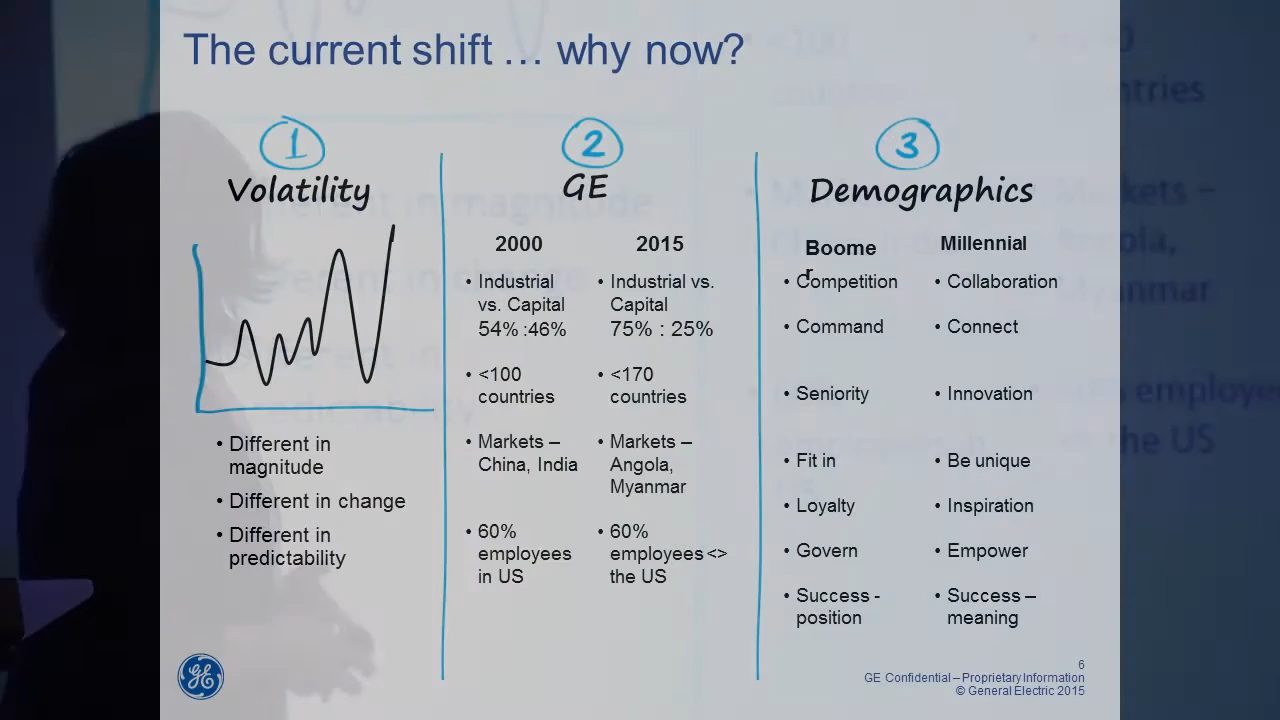 The current shift ... why now?
1
Volatility
• Different in
magnitude
• Different in change
• Different in
predictability
2
GE
2000
• Industrial
vs. Capital
54% :46%
• <100
countries
• Markets –
China, India
• 60%
employees
in US
2015
• Industrial vs.
Capital
75% : 25%
• <170
countries
• Markets –
Angola,
Myanmar
• 60%
employees <>
the US
3
Demographics
Boome
r
• Competition
• Command
• Seniority
• Fit in
• Loyalty
• Govern
• Success -
position
Millennial
• Collaboration
• Connect
• Innovation
• Be unique
• Inspiration
• Empower
• Success –
meaning
GE
6
GE Confidential – Proprietary Information
© General Electric 2015